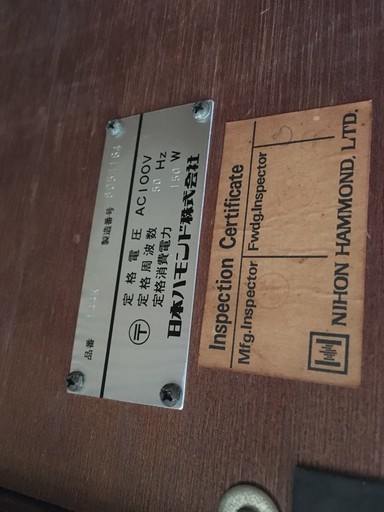 品番
製造番号
定格電圧 AC100V
定格周波数 50 Hz
定格消費電力 150 W
日本ハモンド株式会社
Inspection Certificate
Mfg.Inspector Fwdg.Inspector
NIHON HAMMOND, LTD.